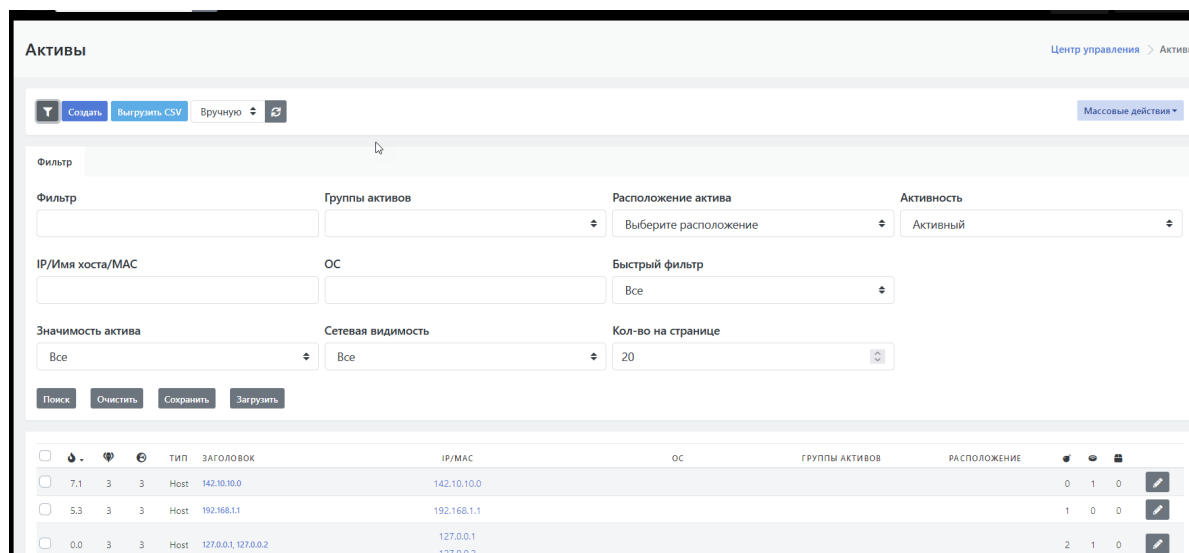 Активы
Центр управления > Активы
Создать Выгрузить CSV Вручную
Массовые действия
Фильтр
Фильтр Группы активов Расположение актива Активность
Выберите расположение Активный
IP/Имя хоста/MAC ОС Быстрый фильтр
Все
Значимость актива Сетевая видимость Кол-во на странице
Все Все 20
Поиск Очистить Сохранить Загрузить
ТИП ЗАГОЛОВОК IP/MAC ОС ГРУППЫ АКТИВОВ РАСПОЛОЖЕНИЕ
7.1 3 3 Host 142.10.10.0 142.10.10.0 0 1 0
5.3 3 3 Host 192.168.1.1 192.168.1.1 1 0 0
0.0 3 3 Host 127.0.0.1, 127.0.0.2 127.0.0.1 2 1 0
127.0.0.2